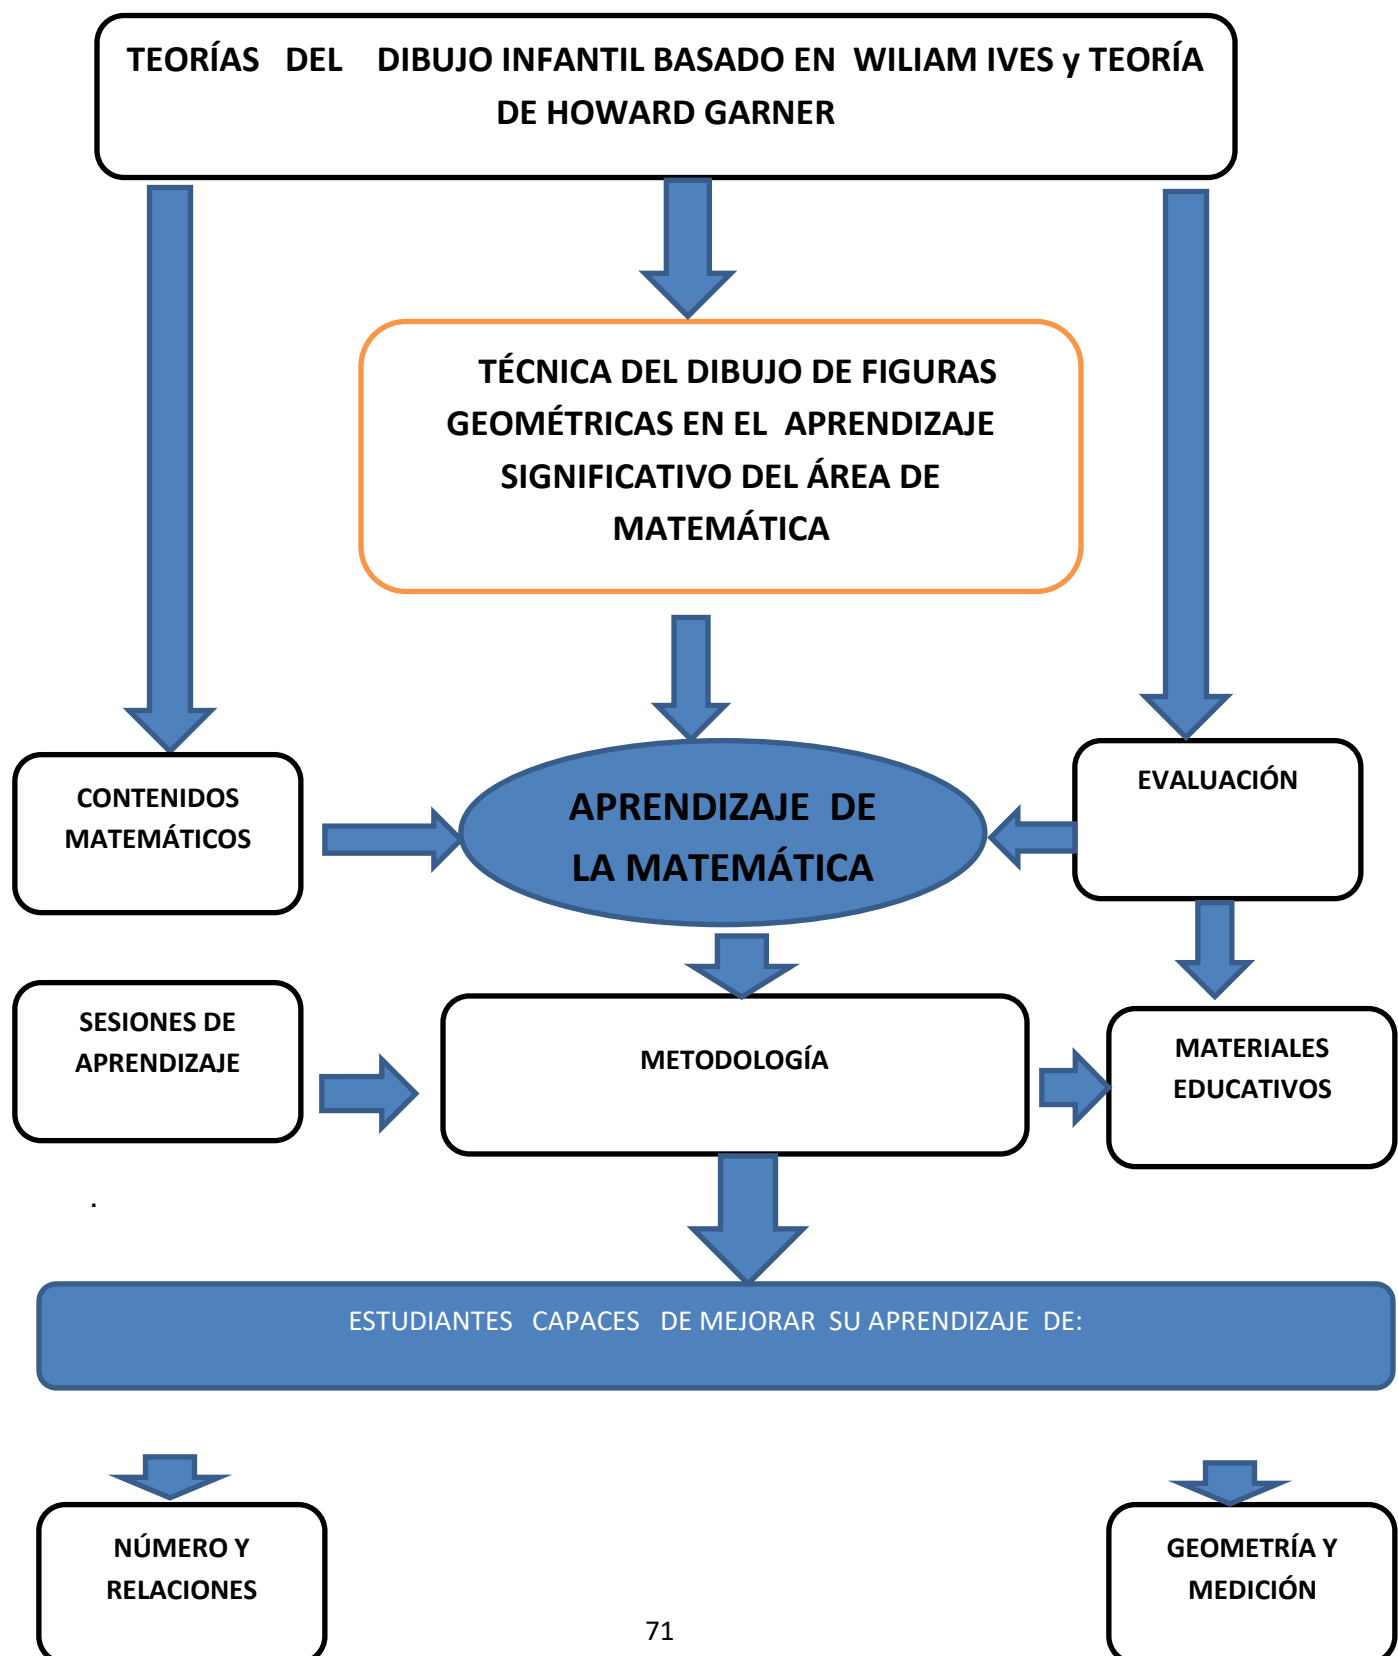 TEORÍAS DEL DIBUJO INFANTIL BASADO EN WILIAM IVES y TEORÍA
DE HOWARD GARNER
TÉCNICA DEL DIBUJO DE FIGURAS
GEOMÉTRICAS EN EL APRENDIZAJE
SIGNIFICATIVO DEL ÁREA DE
MATEMÁTICA
CONTENIDOS
MATEMÁTICOS
APRENDIZAJE DE
LA MATEMÁTICA
EVALUACIÓN
SESIONES DE
APRENDIZAJE
METODOLOGÍA
MATERIALES
EDUCATIVOS
.
ESTUDIANTES CAPACES DE MEJORAR SU APRENDIZAJE DE:
NÚMERO Y
RELACIONES
GEOMETRÍA Y
MEDICIÓN
71